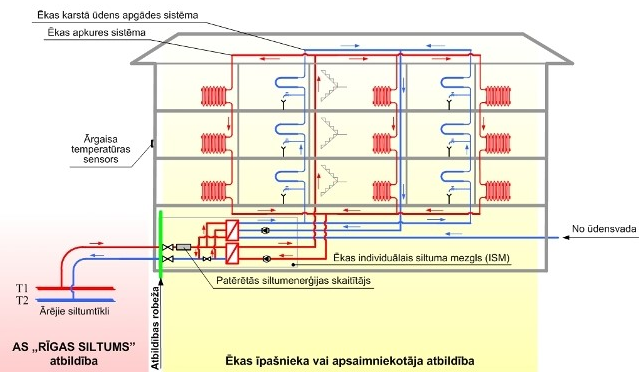 Ēkas karstā ūdens apgādes sistēma
Ēkas apkures sistēma
Ārgaisa
temperatūras
sensors
No ūdensvada
Ēkas individuālais siltuma mezgls (ISM)
Patērētās siltumenerģijas skaitītājs
T1
T2
Ārējie siltumtīkli
Atbildības robeža
AS „RĪGAS SILTUMS”
atbildība
Ēkas īpašnieka vai apsaimniekotāja atbildība